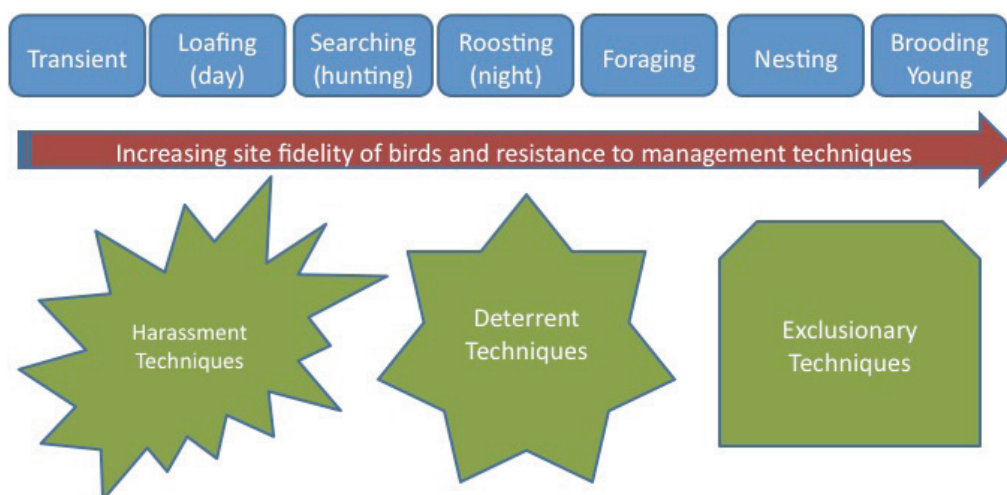 Transient
Loafing
(day)
Searching
(hunting)
Roosting
(night)
Foraging
Nesting
Brooding
Young
Increasing site fidelity of birds and resistance to management techniques
Harassment
Techniques
Deterrent
Techniques
Exclusionary
Techniques